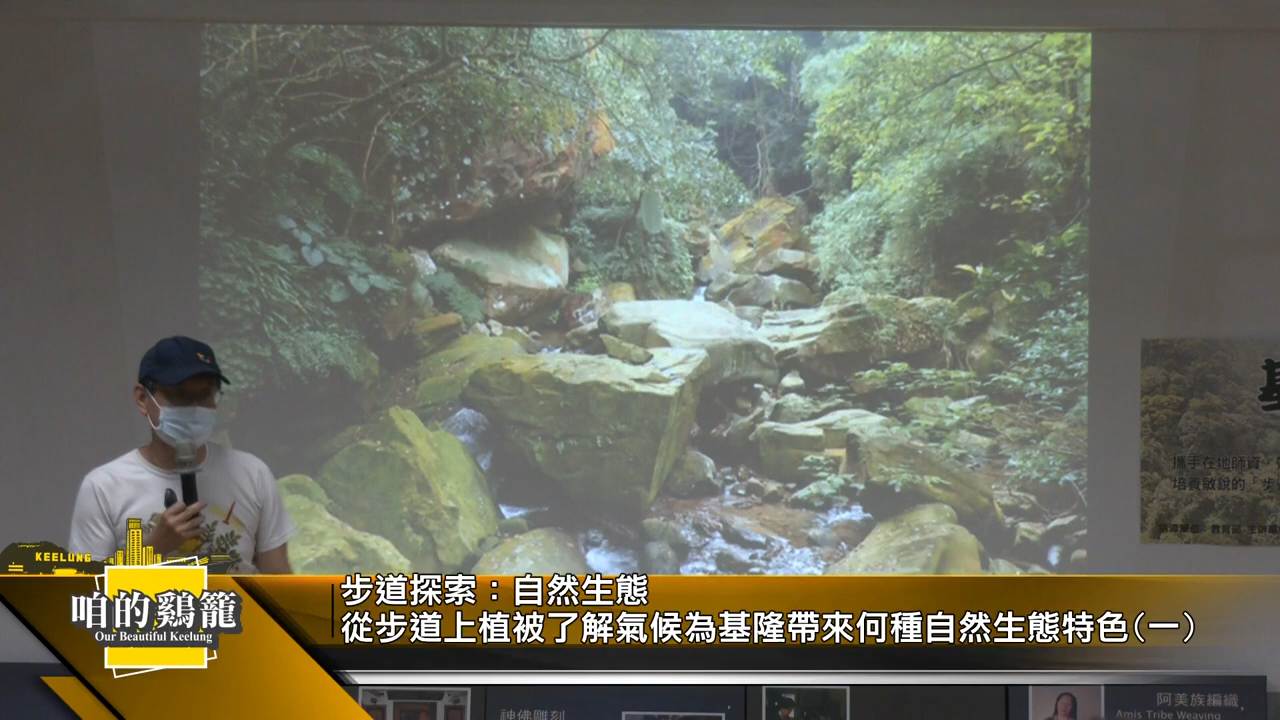 攜手在地師資
培養敏銳的「步
KEELUNG
咱的鷄籠
Our Beautiful Keelung
步道探索：自然生態
從步道上植被了解氣候為基隆帶來何種自然生態特色(一)
神佛雕刻
阿美族編織
Amis Tribe Weaving